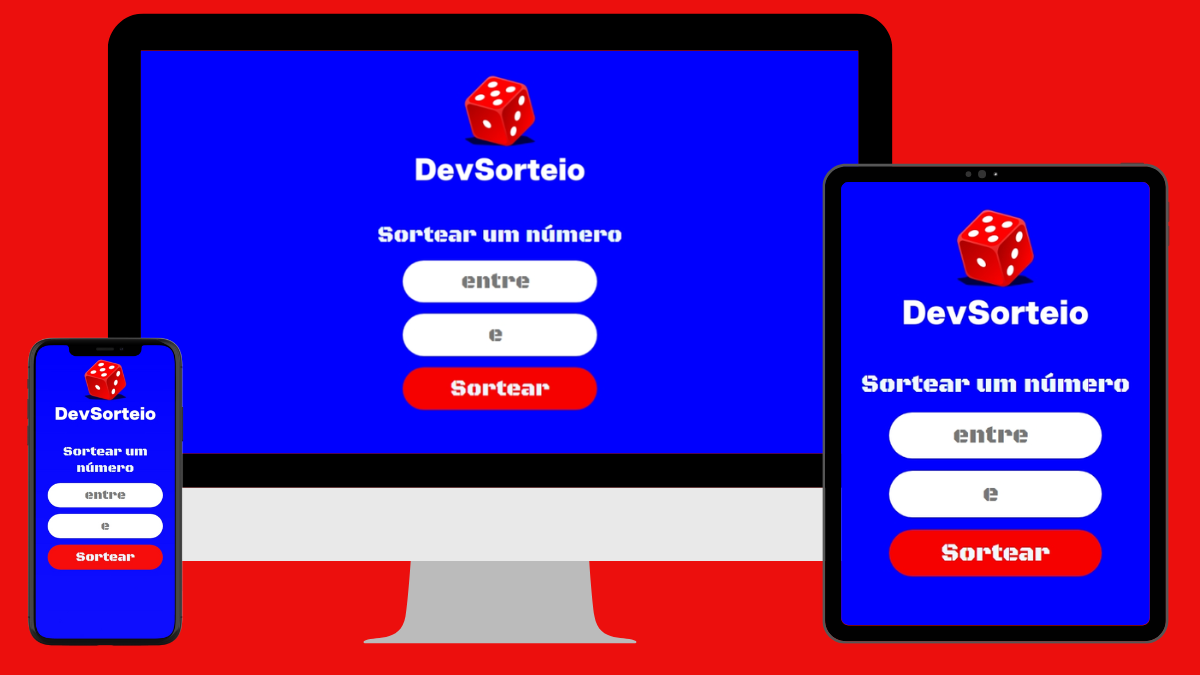 DevSorteio
Sortear um número
entre
e
Sortear
DevSorteio
Sortear um número
entre
e
Sortear
DevSorteio
Sortear um
número
entre
e
Sortear